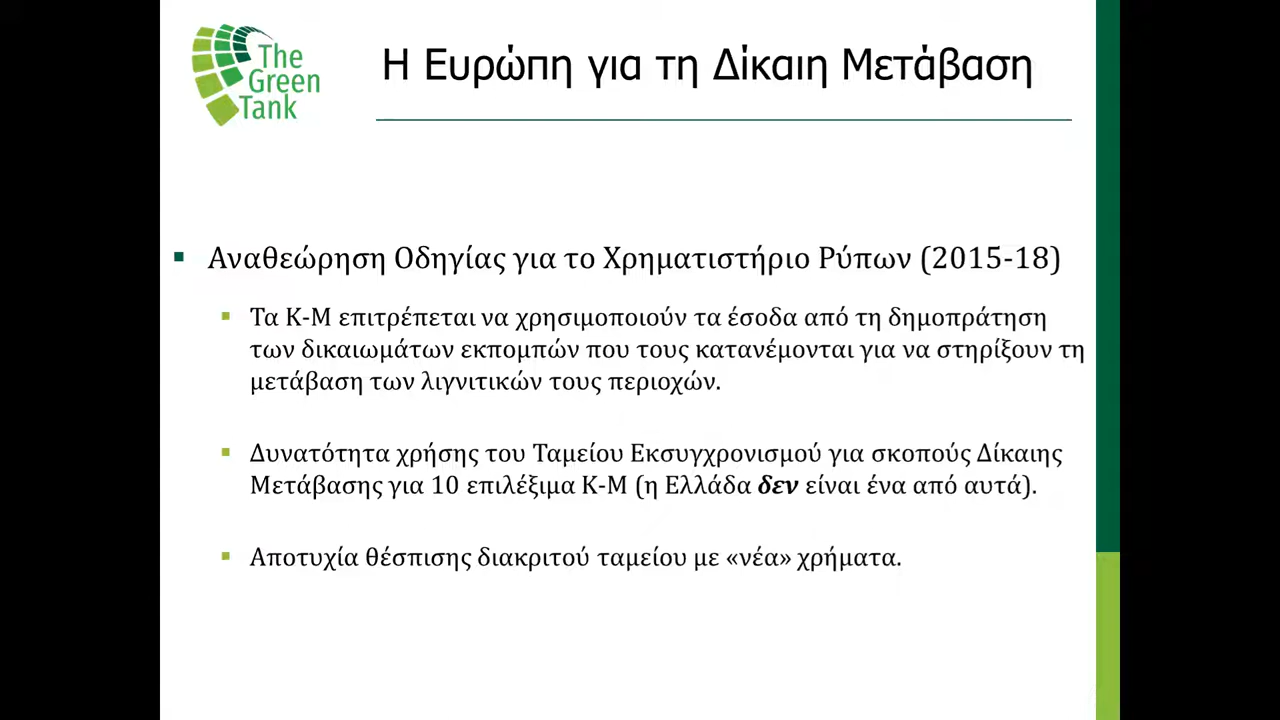 The
Green
Tank
Η Ευρώπη για τη Δίκαιη Μετάβαση
Αναθεώρηση Οδηγίας για το Χρηματιστήριο Ρύπων (2015-18)
Τα Κ-Μ επιτρέπεται να χρησιμοποιούν τα έσοδα από τη δημοπράτηση
των δικαιωμάτων εκπομπών που τους κατανέμονται για να στηρίξουν τη
μετάβαση των λιγνιτικών τους περιοχών.
Δυνατότητα χρήσης του Ταμείου Εκσυγχρονισμού για σκοπούς Δίκαιης
Μετάβασης για 10 επιλέξιμα Κ-Μ (η Ελλάδα δεν είναι ένα από αυτά).
Αποτυχία θέσπισης διακριτού ταμείου με «νέα» χρήματα.